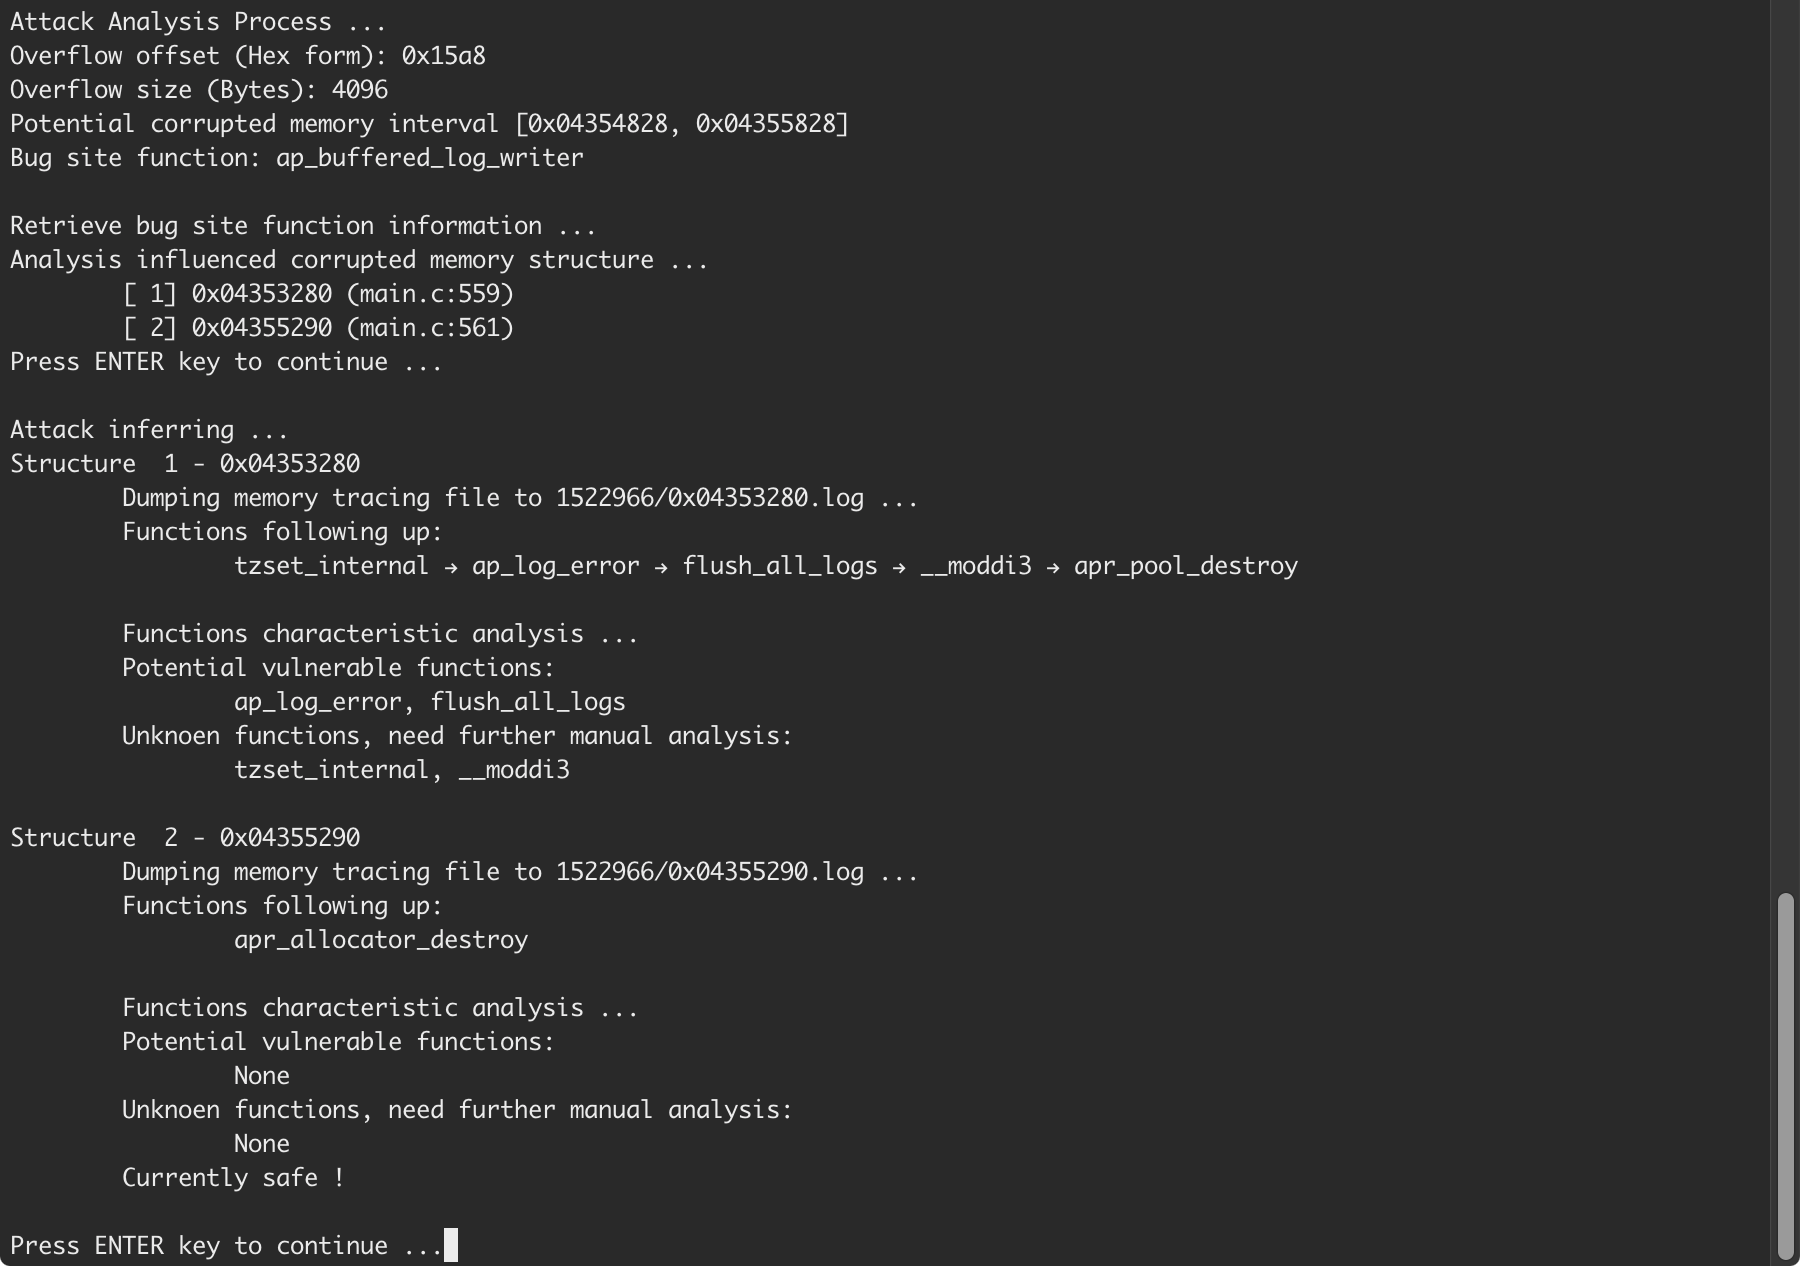 Attack Analysis Process ...
Overflow offset (Hex form): 0x15a8
Overflow size (Bytes): 4096
Potential corrupted memory interval [0x04354828, 0x04355828]
Bug site function: ap_buffered_log_writer
Retrieve bug site function information ...
Analysis influenced corrupted memory structure ...
[ 1] 0x04353280 (main.c:559)
[ 2] 0x04355290 (main.c:561)
Press ENTER key to continue ...
Attack inferring ...
Structure  1 - 0x04353280
Dumping memory tracing file to 1522966/0x04353280.log ...
Functions following up:
tzset_internal → ap_log_error → flush_all_logs → __moddi3 → apr_pool_destroy
Functions characteristic analysis ...
Potential vulnerable functions:
ap_log_error, flush_all_logs
Unknoen functions, need further manual analysis:
tzset_internal, __moddi3
Structure  2 - 0x04355290
Dumping memory tracing file to 1522966/0x04355290.log ...
Functions following up:
apr_allocator_destroy
Functions characteristic analysis ...
Potential vulnerable functions:
None
Unknoen functions, need further manual analysis:
None
Currently safe !
Press ENTER key to continue ...